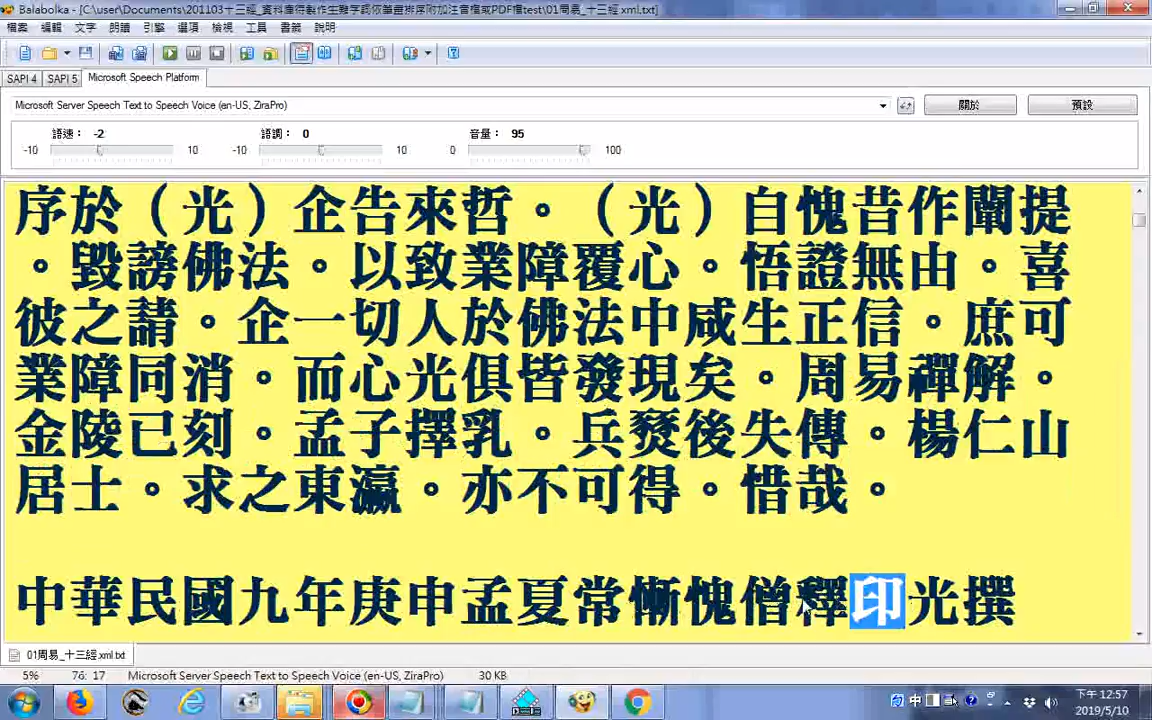 Balabolka - [C:\user\Documents\201103十三經_資料庫待製作生難字詞依筆畫排序附加注音檔或PDF檔test\01周易_十三經.xml.txt]
檔案 編輯 文字 朗讀 引擎 選項 檢視 工具 書籤 說明
SAPI 4 SAPI 5 Microsoft Speech Platform
Microsoft Server Speech Text to Speech Voice (en-US, ZiraPro) 關於 預設
語速： -2 語調： 0 音量： 95
-10 10 -10 10 0 100
序於（光）企告來哲。（光）自愧昔作闡提
。毀謗佛法。以致業障覆心。悟證無由。喜
彼之請。企一切人於佛法中咸生正信。庶可
業障同消。而心光俱皆發現矣。周易禪解。
金陵已刻。孟子擇乳。兵燹後失傳。楊仁山
居士。求之東瀛。亦不可得。惜哉。
中華民國九年庚申孟夏常慚愧僧釋印光撰
01周易_十三經.xml.txt
5% 76: 17 Microsoft Server Speech Text to Speech Voice (en-US, ZiraPro) 30 KB
中 下午 12:57
2019/5/10